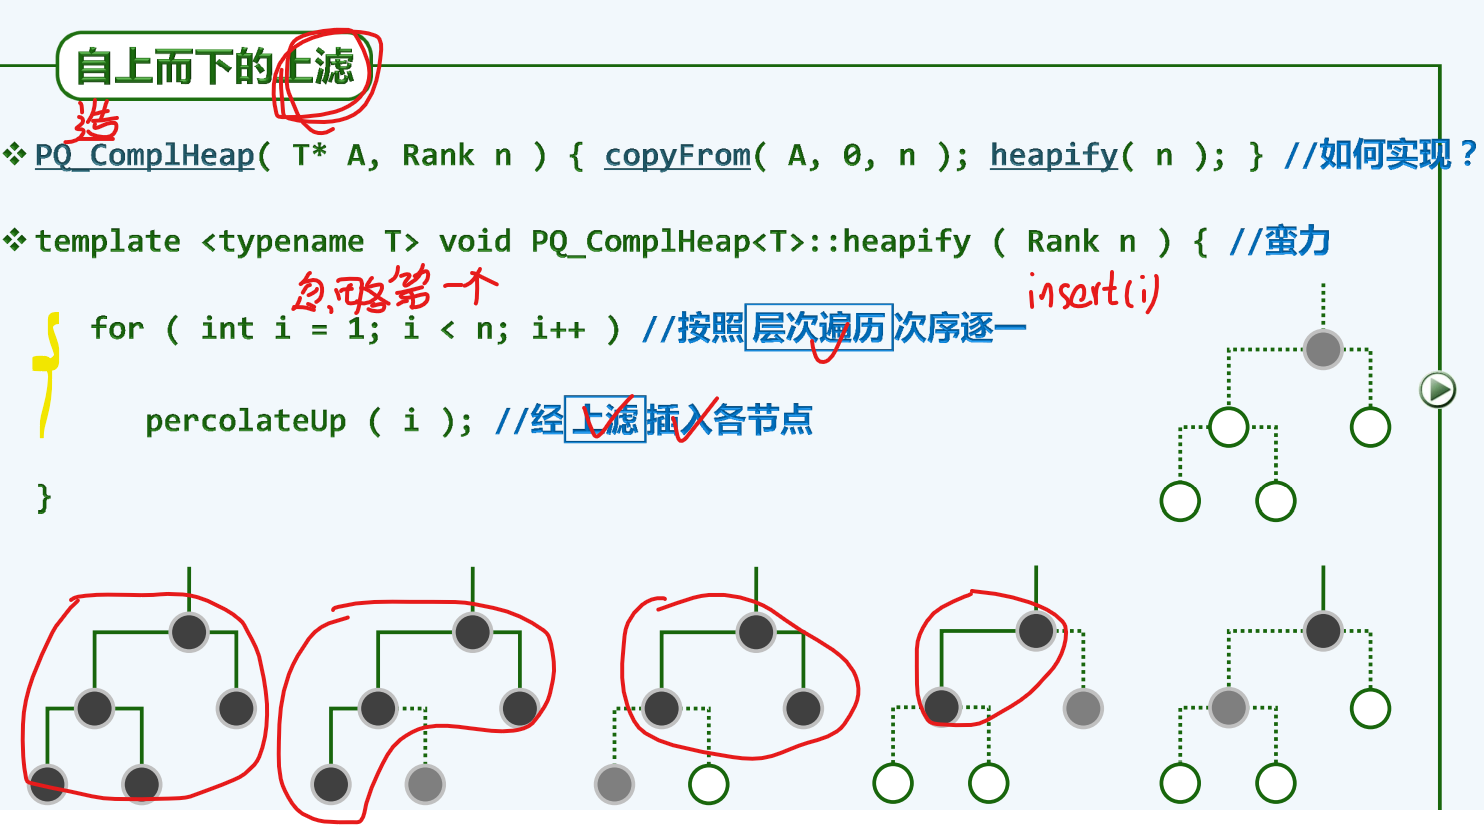 自上而下的上滤
造
❖ PQ_ComplHeap( T* A, Rank n ) { copyFrom( A, 0, n ); heapify( n ); } //如何实现？
❖ template <typename T> void PQ_ComplHeap<T>::heapify ( Rank n ) { //蛮力
忽略第一个 insert(i)
for ( int i = 1; i < n; i++ ) //按照层次遍历次序逐一
percolateUp ( i ); //经上滤插入各节点
}